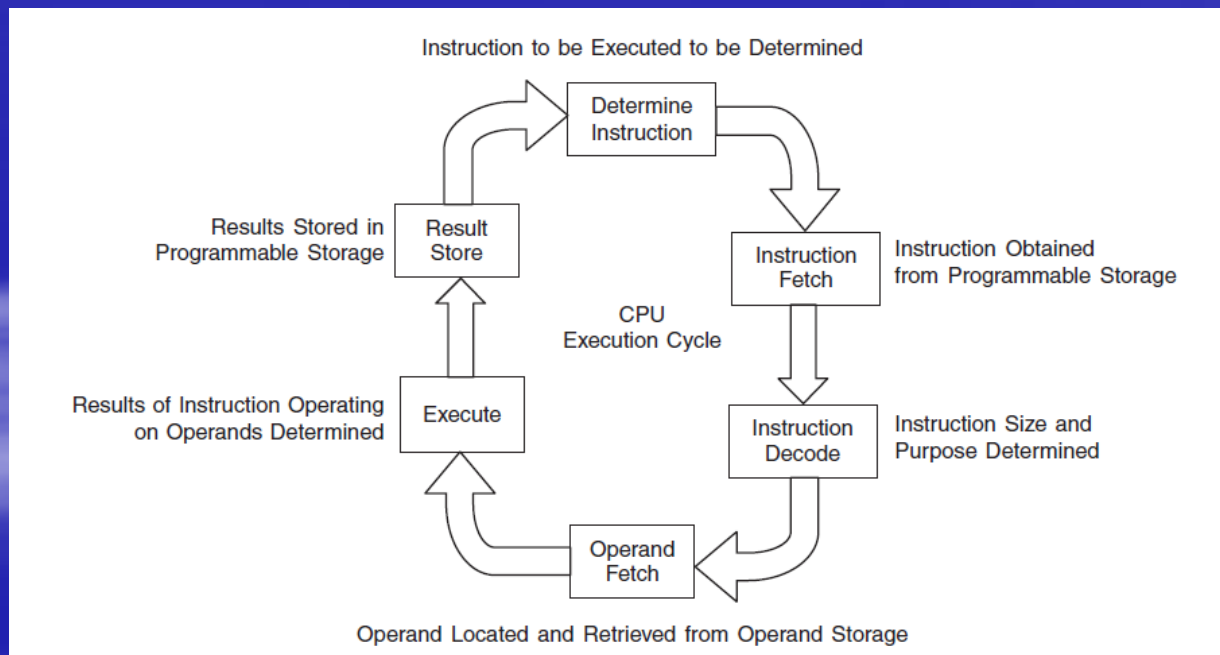 Instruction to be Executed to be Determined
Determine
Instruction
Results Stored in
Programmable Storage
Result
Store
Instruction
Fetch
Instruction Obtained
from Programmable Storage
CPU
Execution Cycle
Results of Instruction Operating
on Operands Determined
Execute
Instruction
Decode
Instruction Size and
Purpose Determined
Operand
Fetch
Operand Located and Retrieved from Operand Storage